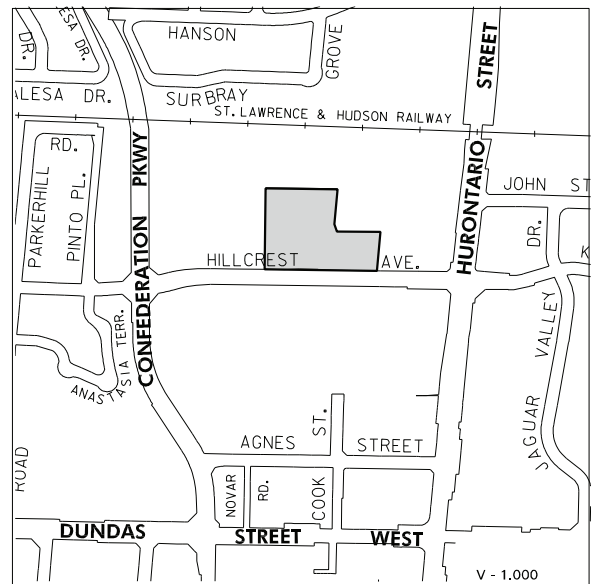 ESA DR.
DR.
HANSON
GROVE
STREET
ALESA DR.
SURBRAY
ST. LAWRENCE & HUDSON RAILWAY
RD.
PARKERHILL
PINTO PL.
CONFEDERATION PKWY
HURONTARIO
JOHN ST
DR.
HILLCREST AVE.
K
JAGUAR VALLEY
ANASTASIA TERR.
AGNES STREET
ST.
COOK
NOVAR
RD.
ROAD
DUNDAS STREET WEST
V - 1.000